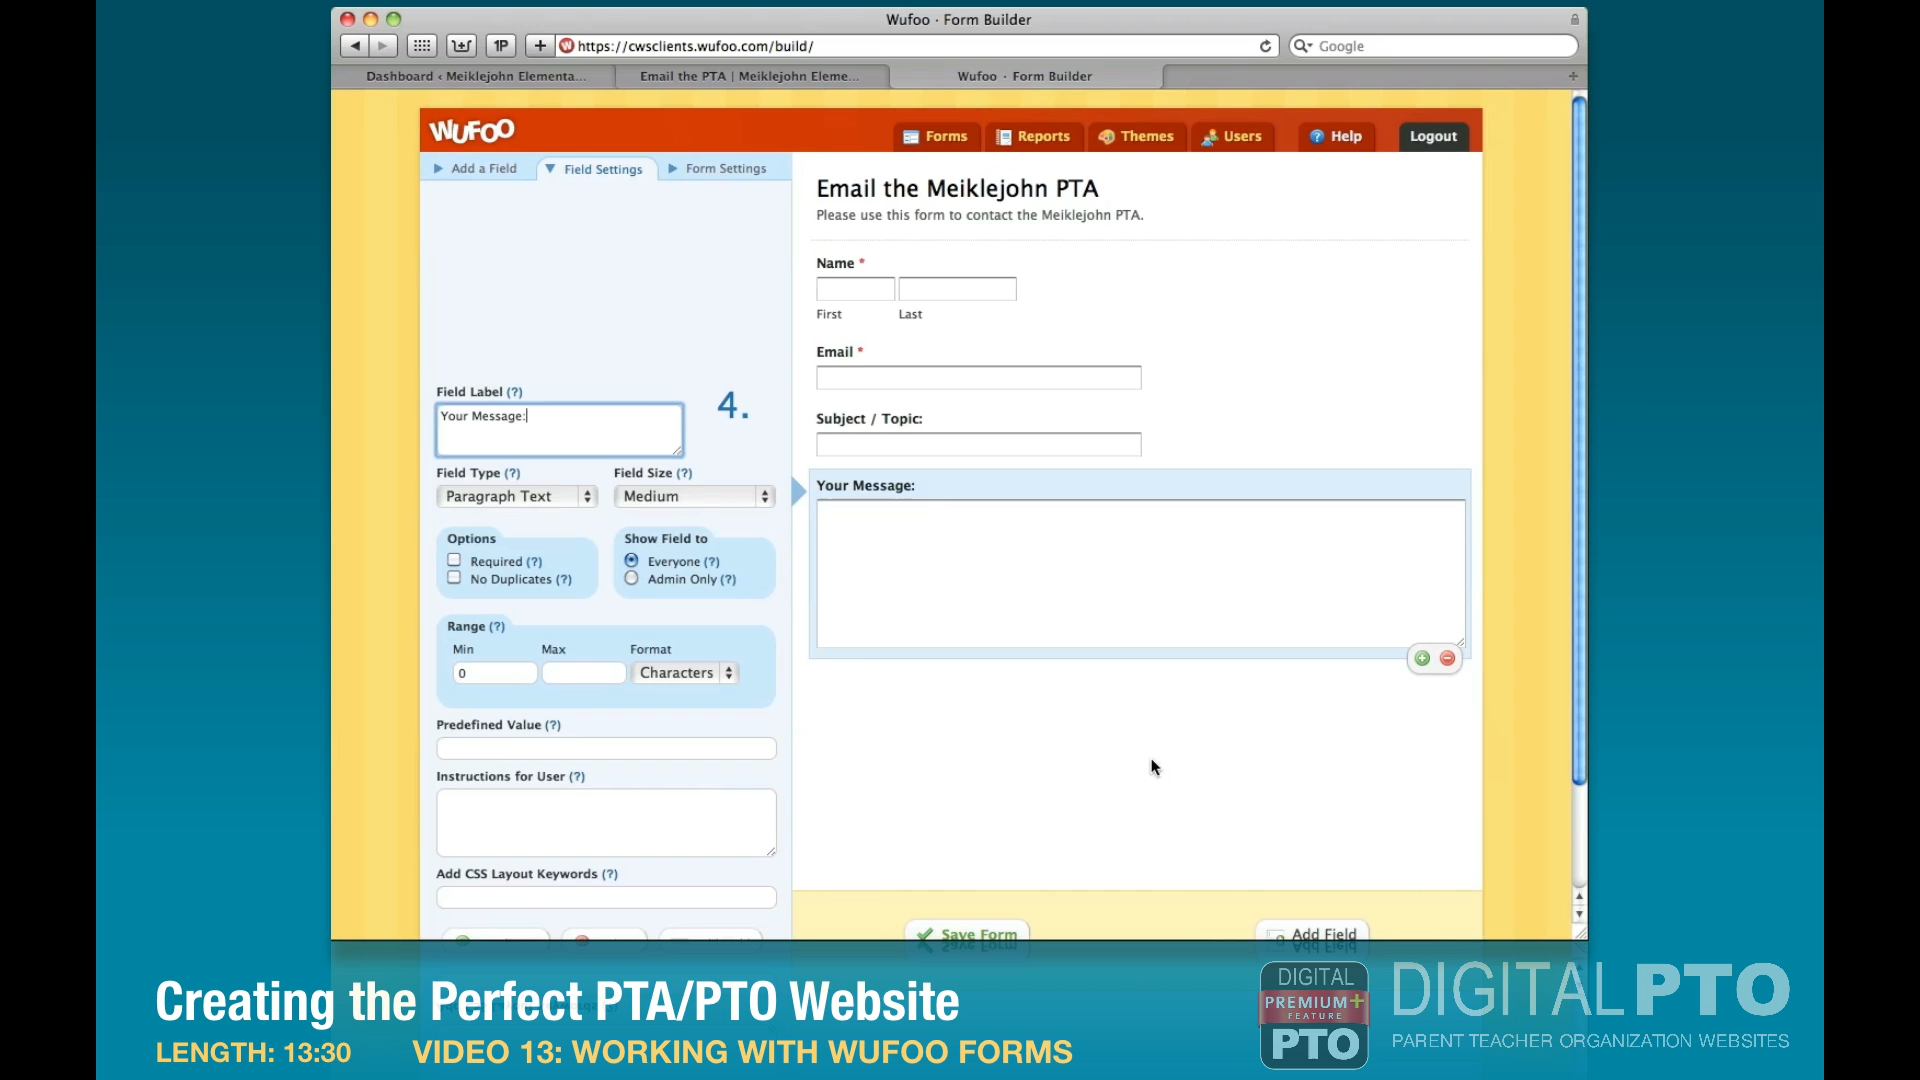 Wufoo · Form Builder
1P
+
https://cwsclients.wufoo.com/build/
Google
Dashboard ‹ Meiklejohn Elementa...
Email the PTA | Meiklejohn Eleme...
Wufoo · Form Builder
WUFOO
Forms
Reports
Themes
Users
Help
Logout
Add a Field
Field Settings
Form Settings
Email the Meiklejohn PTA
Please use this form to contact the Meiklejohn PTA.
Name *
First
Last
Email *
Subject / Topic:
Your Message:
Field Label (?)
Your Message:
4.
Field Type (?)
Field Size (?)
Paragraph Text
Medium
Options
Required (?)
No Duplicates (?)
Show Field to
Everyone (?)
Admin Only (?)
Range (?)
Min
Max
Format
0
Characters
Predefined Value (?)
Instructions for User (?)
Add CSS Layout Keywords (?)
Save Form
Add Field
Creating the Perfect PTA/PTO Website
LENGTH: 13:30 VIDEO 13: WORKING WITH WUFOO FORMS
DIGITAL
PREMIUM+
FEATURE
PTO
DIGITALPTO
PARENT TEACHER ORGANIZATION WEBSITES